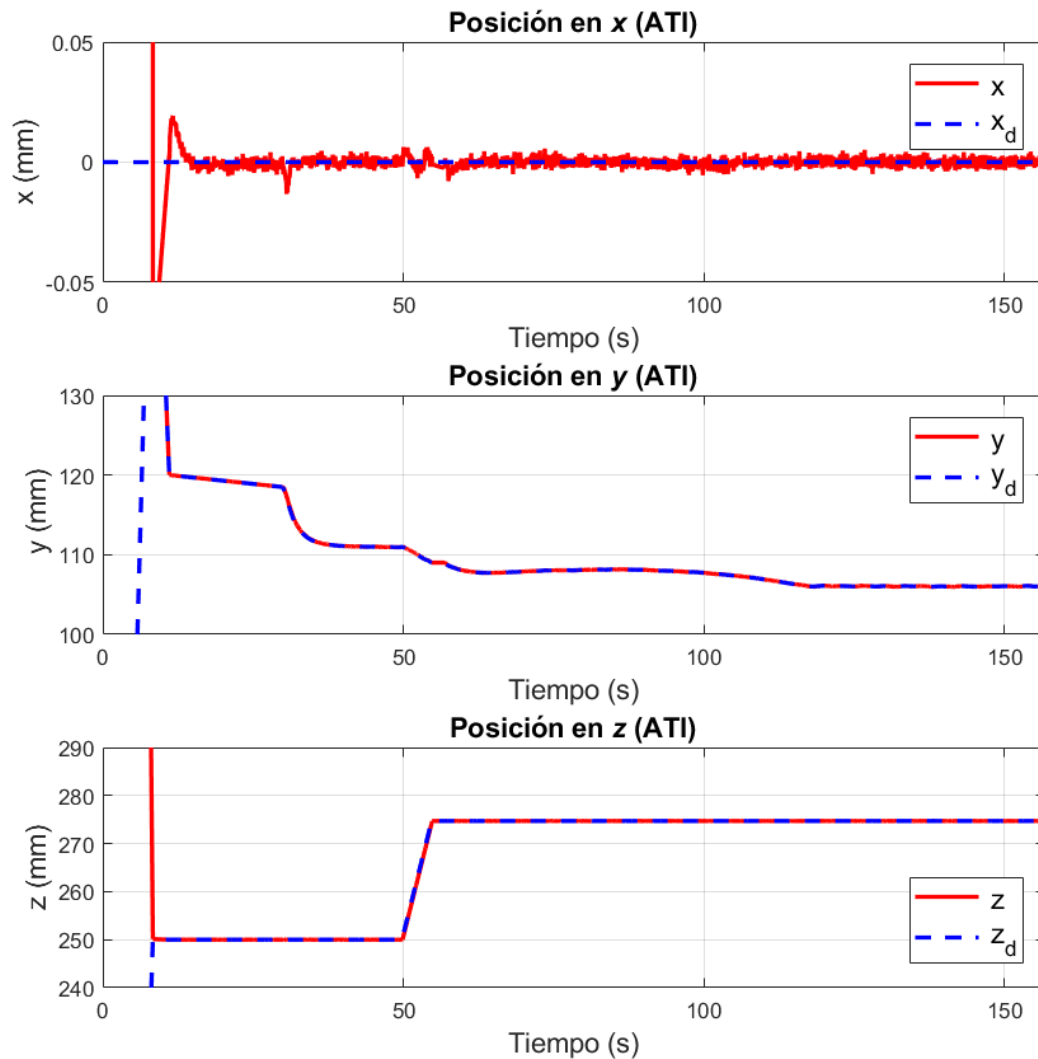 Posición en x (ATI)
0.05
0
-0.05
x (mm)
x
x_d
0
50
100
150
Tiempo (s)
Posición en y (ATI)
130
120
110
100
y (mm)
y
y_d
0
50
100
150
Tiempo (s)
Posición en z (ATI)
290
280
270
260
250
240
z (mm)
z
z_d
0
50
100
150
Tiempo (s)